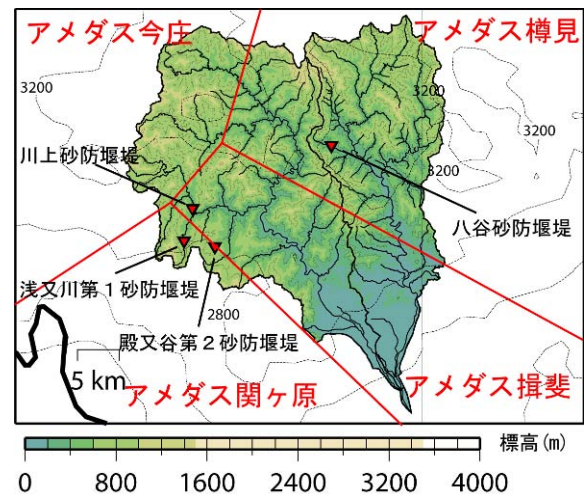 アメダス今庄
アメダス樽見
3200
3200
3200
3200
川上砂防堰堤
八谷砂防堰堤
浅又川第１砂防堰堤
2800
殿又谷第２砂防堰堤
5 km
アメダス関ヶ原
アメダス揖斐
標高(m)
0 800 1600 2400 3200 4000